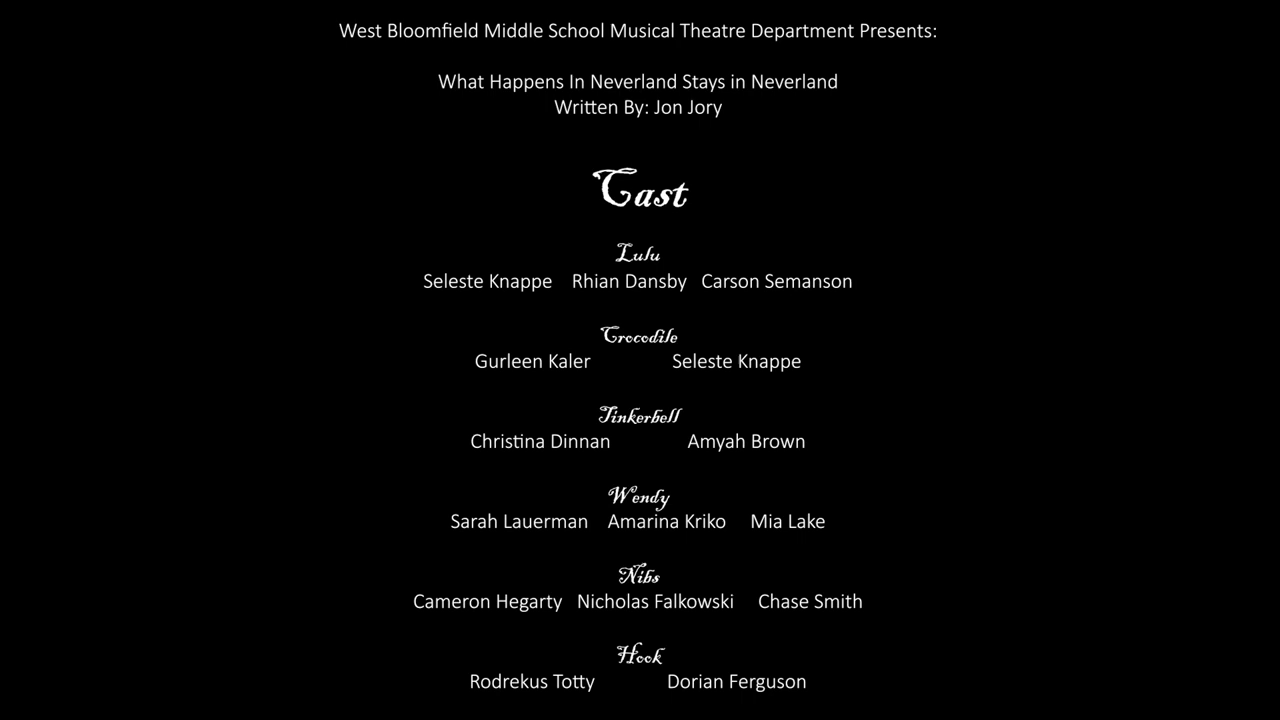 West Bloomfield Middle School Musical Theatre Department Presents:
What Happens In Neverland Stays in Neverland
Written By: Jon Jory
Cast
Lulu
Seleste Knappe Rhian Dansby Carson Semanson
Crocodile
Gurleen Kaler Seleste Knappe
Tinkerbell
Christina Dinnan Amyah Brown
Wendy
Sarah Lauerman Amarina Kriko Mia Lake
Nibs
Cameron Hegarty Nicholas Falkowski Chase Smith
Hook
Rodrekus Totty Dorian Ferguson